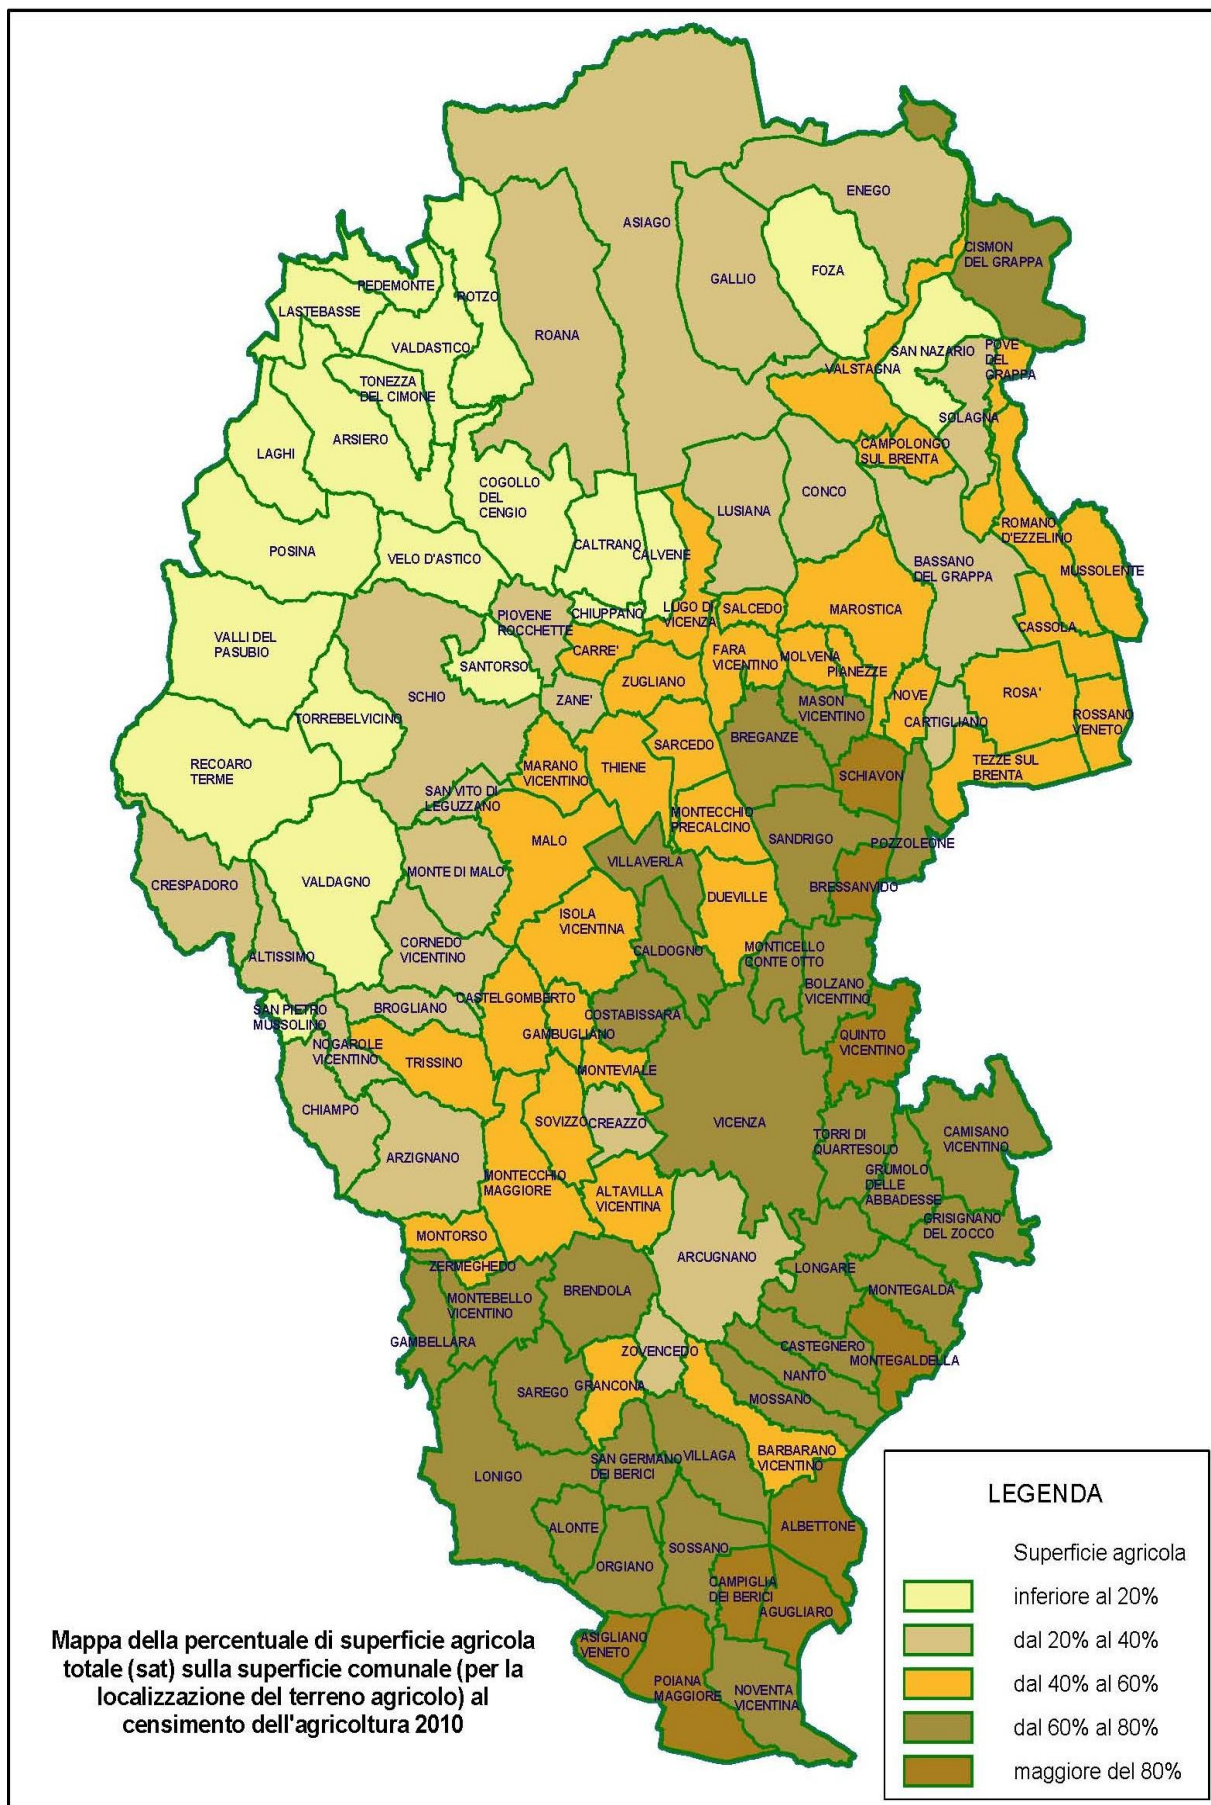 ENEGO
ASIAGO
CISMON
DEL GRAPPA
FOZA
GALLIO
PEDEMONTE
ROTZO
LASTEBASSE
ROANA
VALDASTICO
SAN NAZARIO
POVE
DEL
GRAPPA
VALSTAGNA
TONEZZA
DEL CIMONE
SOLAGNA
ARSIERO
CAMPOLONGO
SUL BRENTA
LAGHI
COGOLLO
DEL
CENGIO
CONCO
LUSIANA
ROMANO
D'EZZELINO
POSINA
CALTRANO
CALVENE
VELO D'ASTICO
BASSANO
DEL GRAPPA
MUSSOLENTE
PIOVENE
ROCCHETTE
CHIUPPANO
LUGO DI
VICENZA
SALCEDO
MAROSTICA
CASSOLA
VALLI DEL
PASUBIO
CARRE'
FARA
VICENTINO
MOLVENA
PIANEZZE
SANTORSO
ZUGLIANO
SCHIO
ZANE'
MASON
VICENTINO
NOVE
ROSA'
TORREBELVICINO
CARTIGLIANO
ROSSANO
VENETO
BREGANZE
SARCEDO
RECOARO
TERME
MARANO
VICENTINO
THIENE
SCHIAVON
TEZZE SUL
BRENTA
SAN VITO DI
LEGUZZANO
MONTECCHIO
PRECALCINO
MALO
SANDRIGO
POZZOLEONE
VILLAVERLA
MONTE DI MALO
CRESPADORO
VALDAGNO
BRESSANVIDO
DUEVILLE
ISOLA
VICENTINA
CORNEDO
VICENTINO
CALDOGNO
MONTICELLO
CONTE OTTO
ALTISSIMO
BOLZANO
VICENTINO
CASTELGOMBERTO
BROGLIANO
SAN PIETRO
MUSSOLINO
COSTABISSARA
GAMBUGLIANO
QUINTO
VICENTINO
NOGAROLE
VICENTINO
TRISSINO
MONTEVIALE
CHIAMPO
SOVIZZO
CREAZZO
VICENZA
TORRI DI
QUARTESOLO
CAMISANO
VICENTINO
ARZIGNANO
GRUMOLO
DELLE
ABBADESSE
MONTECCHIO
MAGGIORE
ALTAVILLA
VICENTINA
GRISIGNANO
DEL ZOCCO
MONTORSO
ARCUGNANO
ZERMEGHEDO
LONGARE
BRENDOLA
MONTEGALDA
MONTEBELLO
VICENTINO
GAMBELLARA
CASTEGNERO
ZOVENCEDO
MONTEGALDELLA
NANTO
GRANCONA
SAREGO
MOSSANO
BARBARANO
VICENTINO
VILLAGA
SAN GERMANO
DEI BERICI
LONIGO
ALBETTONE
ALONTE
SOSSANO
ORGIANO
CAMPIGLIA
DEI BERICI
AGUGLIARO
ASIGLIANO
VENETO
POIANA
MAGGIORE
NOVENTA
VICENTINA
Mappa della percentuale di superficie agricola
totale (sat) sulla superficie comunale (per la
localizzazione del terreno agricolo) al
censimento dell'agricoltura 2010
LEGENDA
Superficie agricola
inferiore al 20%
dal 20% al 40%
dal 40% al 60%
dal 60% al 80%
maggiore del 80%